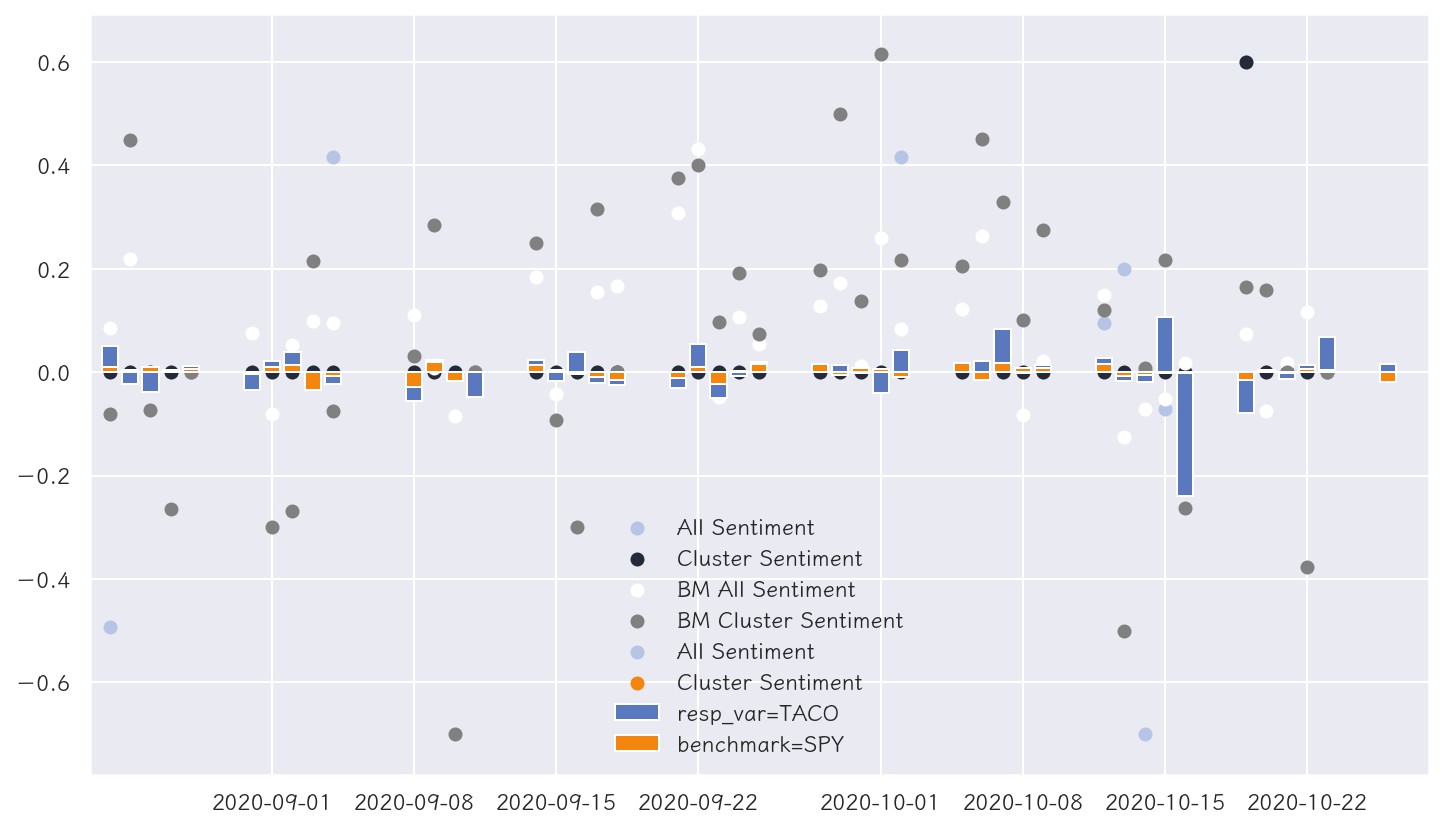 0.6
0.4
0.2
0.0
−0.2
−0.4
−0.6
All Sentiment
Cluster Sentiment
BM All Sentiment
BM Cluster Sentiment
All Sentiment
Cluster Sentiment
resp_var=TACO
benchmark=SPY
2020-09-01 2020-09-08 2020-09-15 2020-09-22 2020-10-01 2020-10-08 2020-10-15 2020-10-22